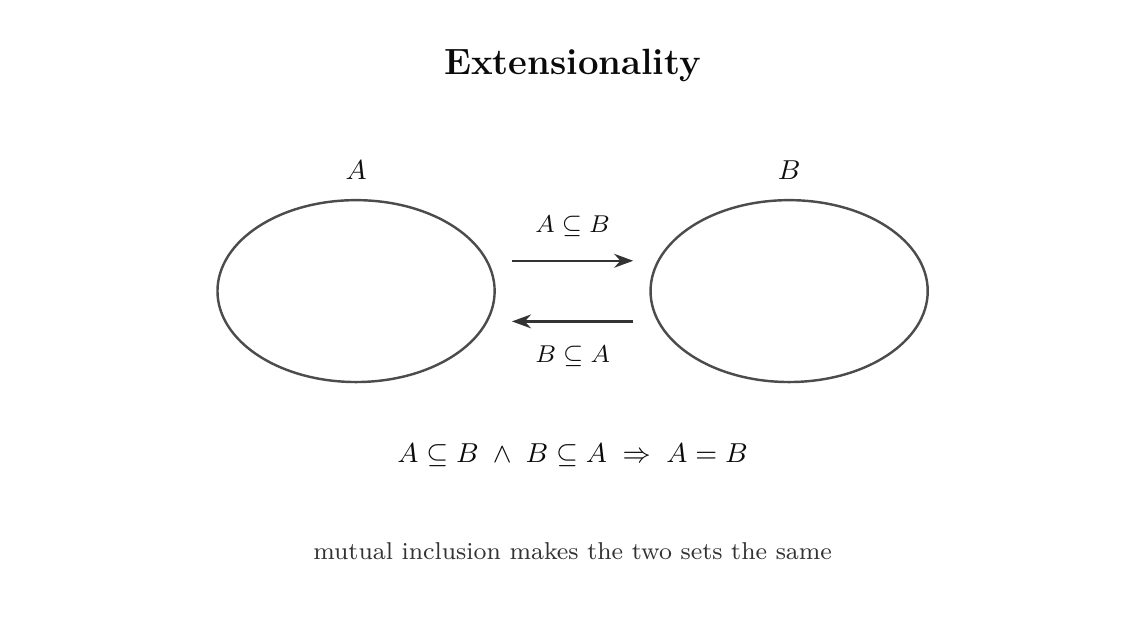 Extensionality
A
B
A ⊆ B
B ⊆ A
A ⊆ B ∧ B ⊆ A ⇒ A = B
mutual inclusion makes the two sets the same